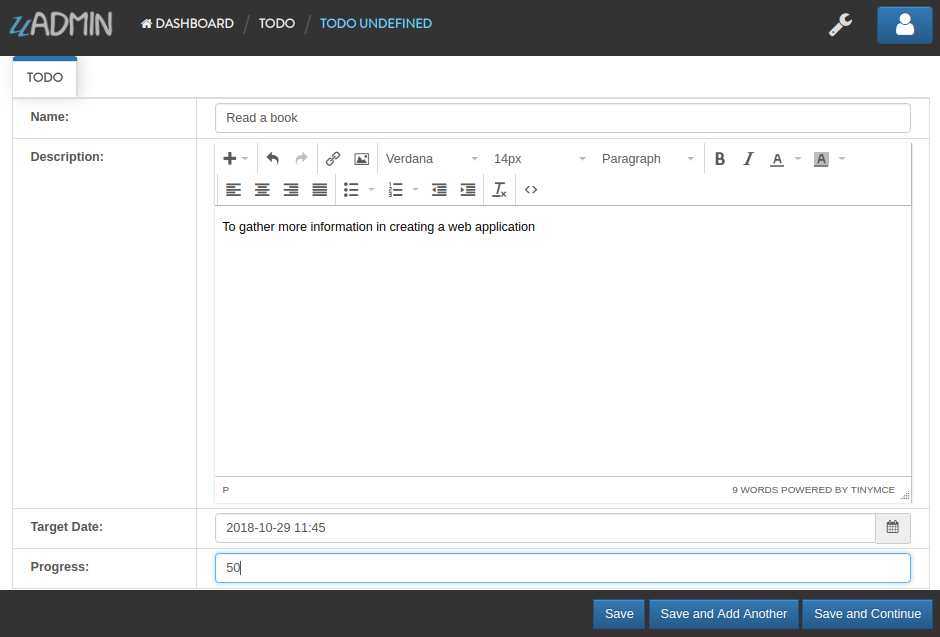 uADMIN DASHBOARD / TODO / TODO UNDEFINED
TODO
Name: Read a book
Description:
Verdana 14px Paragraph B I A A
To gather more information in creating a web application
P 9 WORDS POWERED BY TINYMCE
Target Date: 2018-10-29 11:45
Progress: 50
Save Save and Add Another Save and Continue